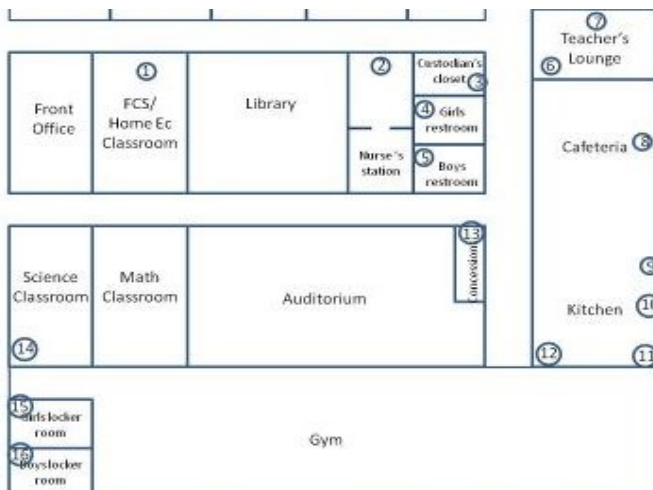 7
Teacher's
Lounge
6
1
2
Custodian's
closet
3
Front
Office
FCS/
Home Ec
Classroom
Library
4
Girls
restroom
Nurse's
station
5
Boys
restroom
Cafeteria
8
9
10
Kitchen
11
12
13
Concession
Science
Classroom
Math
Classroom
Auditorium
14
15
Girls locker
room
16
Boys locker
room
Gym